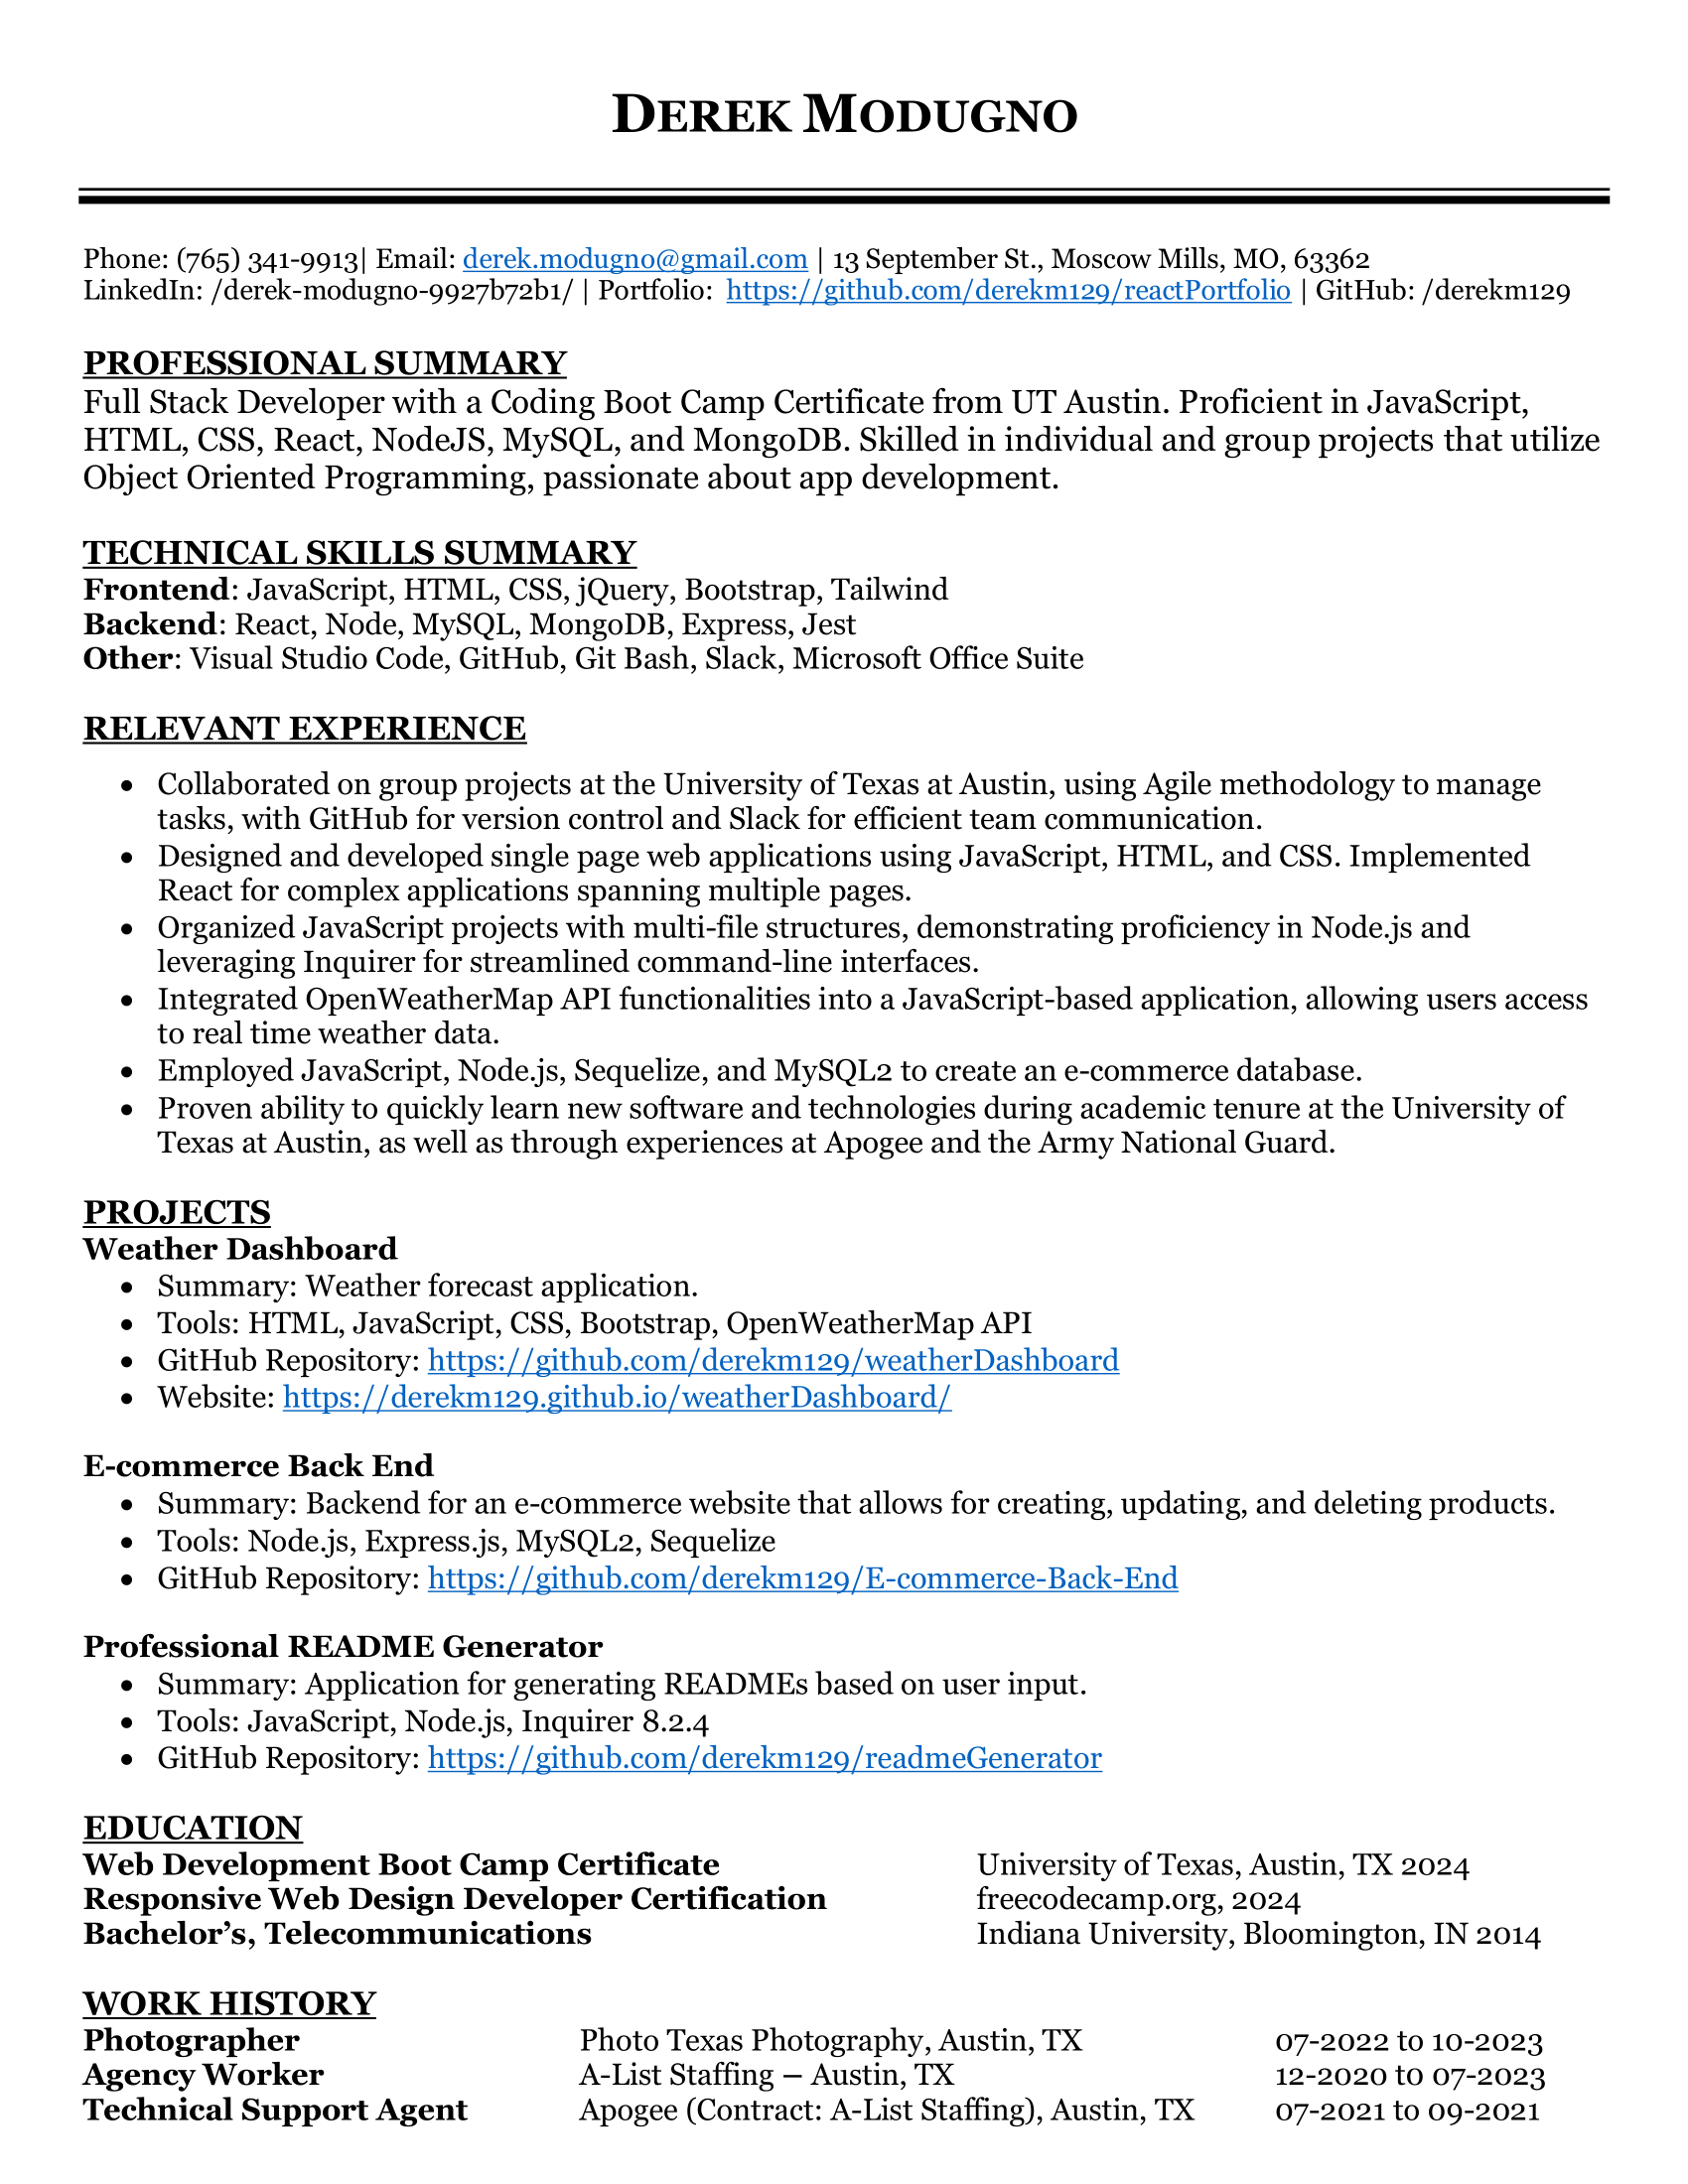 DEREK MODUGNO
Phone: (765) 341-9913| Email: derek.modugno@gmail.com | 13 September St., Moscow Mills, MO, 63362
LinkedIn: /derek-modugno-9927b72b1/ | Portfolio:  https://github.com/derekm129/reactPortfolio | GitHub: /derekm129
PROFESSIONAL SUMMARY
Full Stack Developer with a Coding Boot Camp Certificate from UT Austin. Proficient in JavaScript,
HTML, CSS, React, NodeJS, MySQL, and MongoDB. Skilled in individual and group projects that utilize
Object Oriented Programming, passionate about app development.
TECHNICAL SKILLS SUMMARY
Frontend: JavaScript, HTML, CSS, jQuery, Bootstrap, Tailwind
Backend: React, Node, MySQL, MongoDB, Express, Jest
Other: Visual Studio Code, GitHub, Git Bash, Slack, Microsoft Office Suite
RELEVANT EXPERIENCE
• Collaborated on group projects at the University of Texas at Austin, using Agile methodology to manage
tasks, with GitHub for version control and Slack for efficient team communication.
• Designed and developed single page web applications using JavaScript, HTML, and CSS. Implemented
React for complex applications spanning multiple pages.
• Organized JavaScript projects with multi-file structures, demonstrating proficiency in Node.js and
leveraging Inquirer for streamlined command-line interfaces.
• Integrated OpenWeatherMap API functionalities into a JavaScript-based application, allowing users access
to real time weather data.
• Employed JavaScript, Node.js, Sequelize, and MySQL2 to create an e-commerce database.
• Proven ability to quickly learn new software and technologies during academic tenure at the University of
Texas at Austin, as well as through experiences at Apogee and the Army National Guard.
PROJECTS
Weather Dashboard
• Summary: Weather forecast application.
• Tools: HTML, JavaScript, CSS, Bootstrap, OpenWeatherMap API
• GitHub Repository: https://github.com/derekm129/weatherDashboard
• Website: https://derekm129.github.io/weatherDashboard/
E-commerce Back End
• Summary: Backend for an e-c0mmerce website that allows for creating, updating, and deleting products.
• Tools: Node.js, Express.js, MySQL2, Sequelize
• GitHub Repository: https://github.com/derekm129/E-commerce-Back-End
Professional README Generator
• Summary: Application for generating READMEs based on user input.
• Tools: JavaScript, Node.js, Inquirer 8.2.4
• GitHub Repository: https://github.com/derekm129/readmeGenerator
EDUCATION
Web Development Boot Camp Certificate University of Texas, Austin, TX 2024
Responsive Web Design Developer Certification freecodecamp.org, 2024
Bachelor’s, Telecommunications Indiana University, Bloomington, IN 2014
WORK HISTORY
Photographer Photo Texas Photography, Austin, TX 07-2022 to 10-2023
Agency Worker A-List Staffing – Austin, TX 12-2020 to 07-2023
Technical Support Agent Apogee (Contract: A-List Staffing), Austin, TX 07-2021 to 09-2021